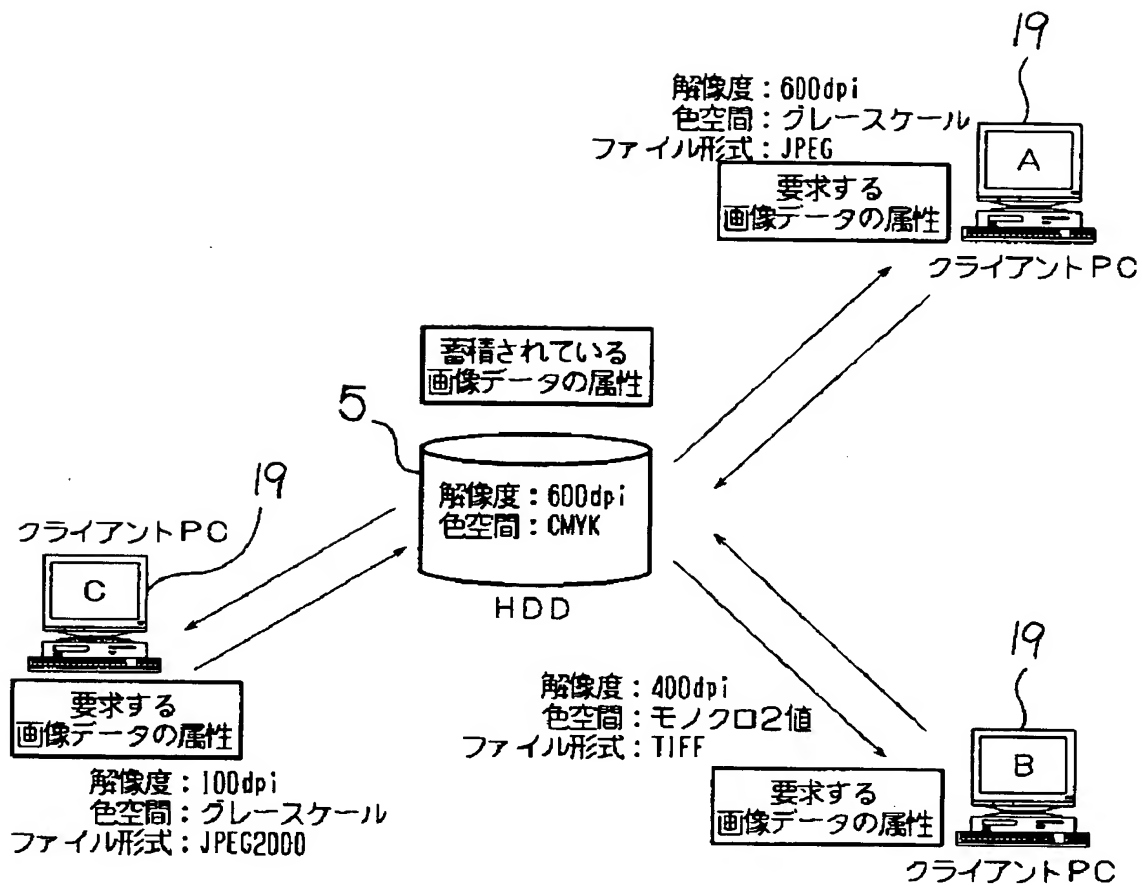 19
解像度：600dpi
色空間：グレースケール
ファイル形式：JPEG
要求する
画像データの属性
A
クライアントPC
蓄積されている
画像データの属性
5
解像度：600dpi
色空間：CMYK
HDD
19
クライアントPC
C
要求する
画像データの属性
解像度：100dpi
色空間：グレースケール
ファイル形式：JPEG2000
19
解像度：400dpi
色空間：モノクロ2値
ファイル形式：TIFF
要求する
画像データの属性
B
クライアントPC